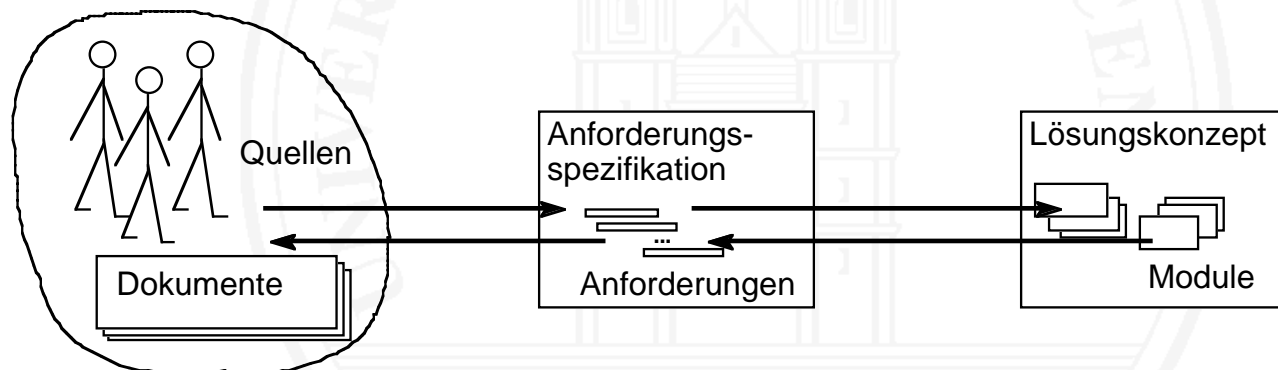 Quellen
Dokumente
Anforderungs-
spezifikation
...
Anforderungen
Lösungskonzept
Module